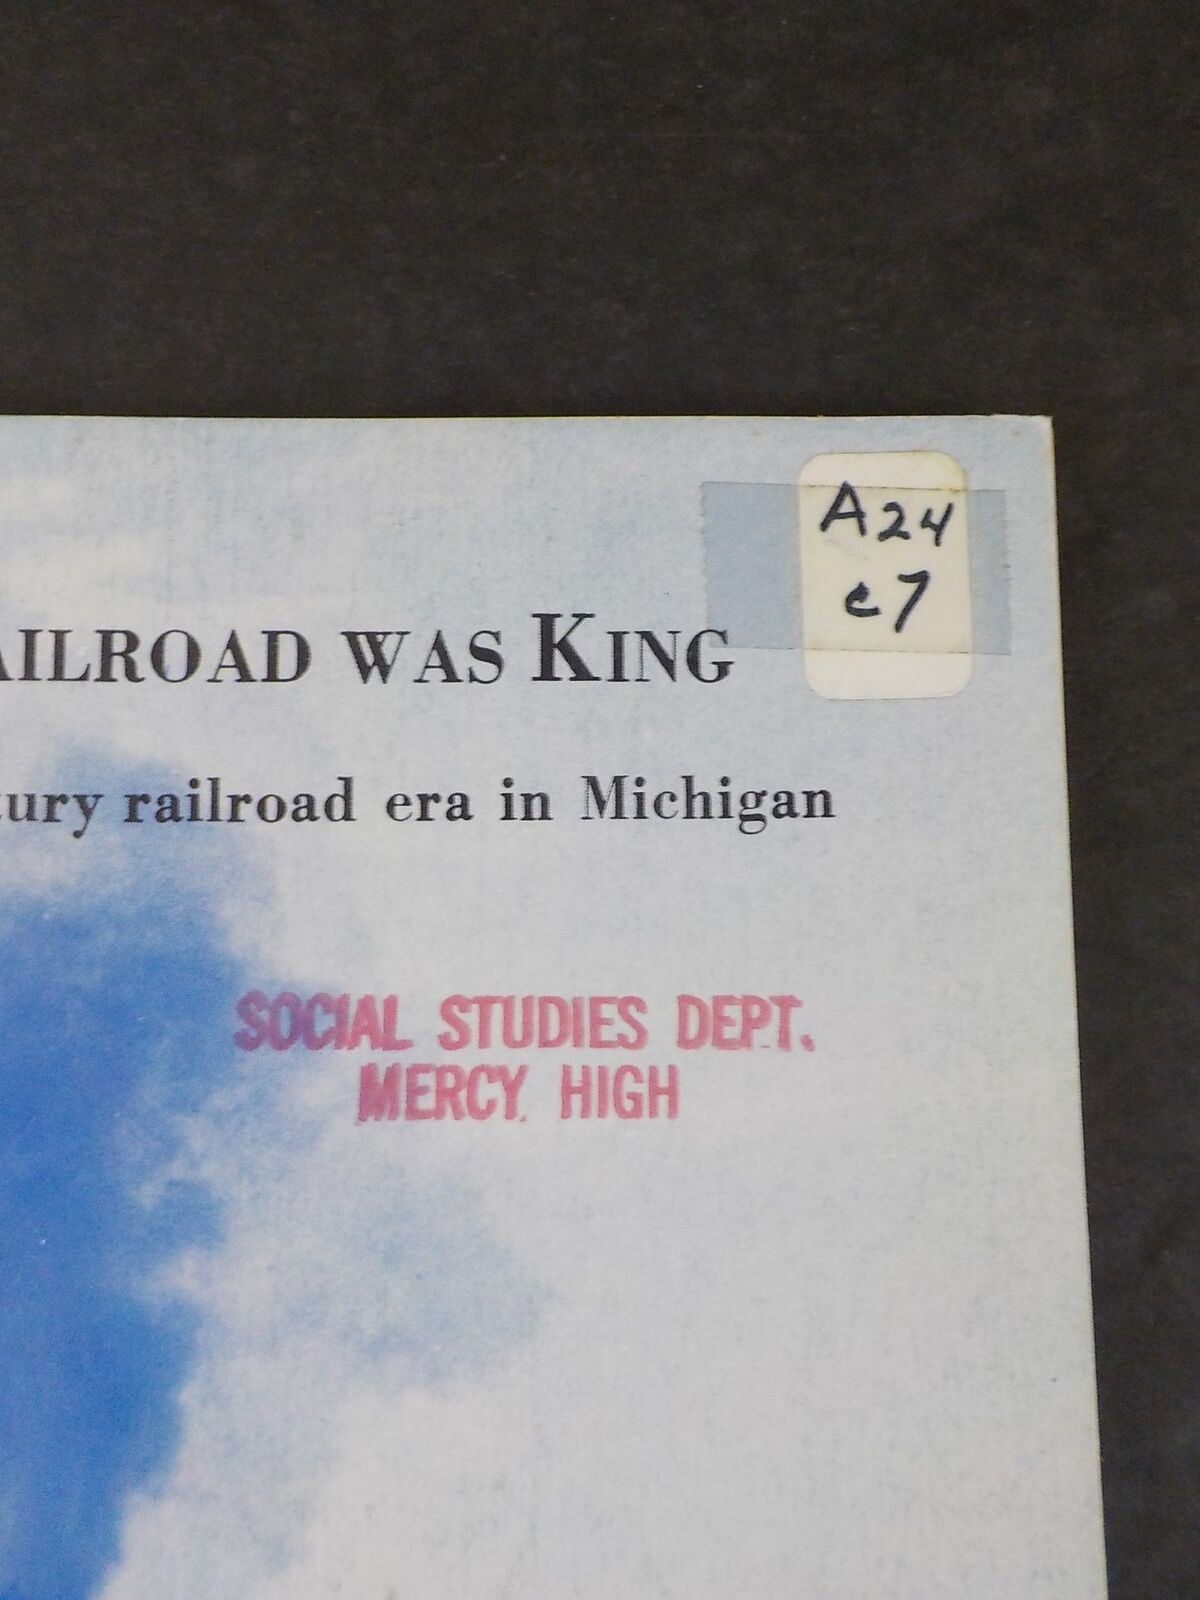 A24
c7
AILROAD WAS KING
tury railroad era in Michigan
SOCIAL STUDIES DEPT.
MERCY HIGH